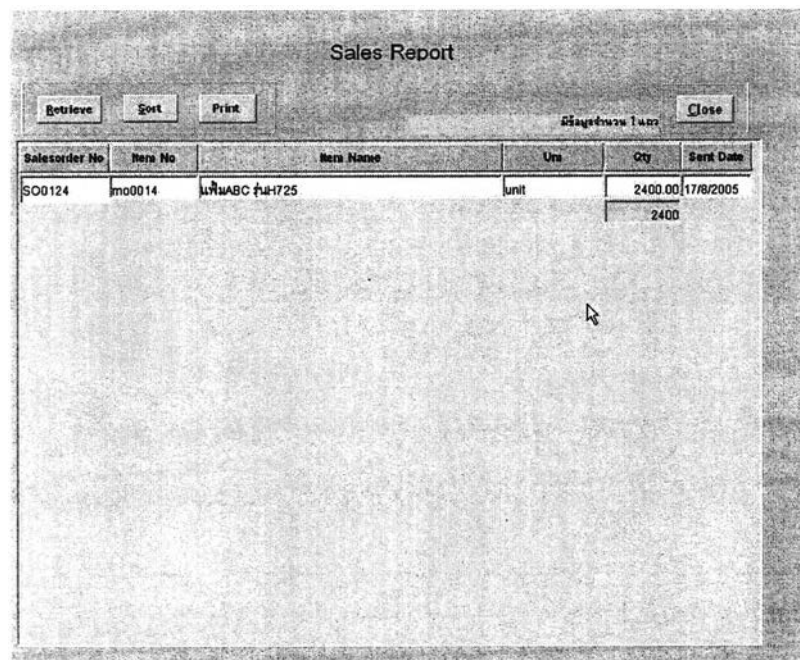 Sales Report
Retrieve Sort Print มีข้อมูลจำนวน 1 แถว Close
Salesorder No Item No Item Name Uni Qty Sent Date
SO0124 mo0014 แฟ้มABC รุ่นH725 unit 2400.00 17/8/2005
2400